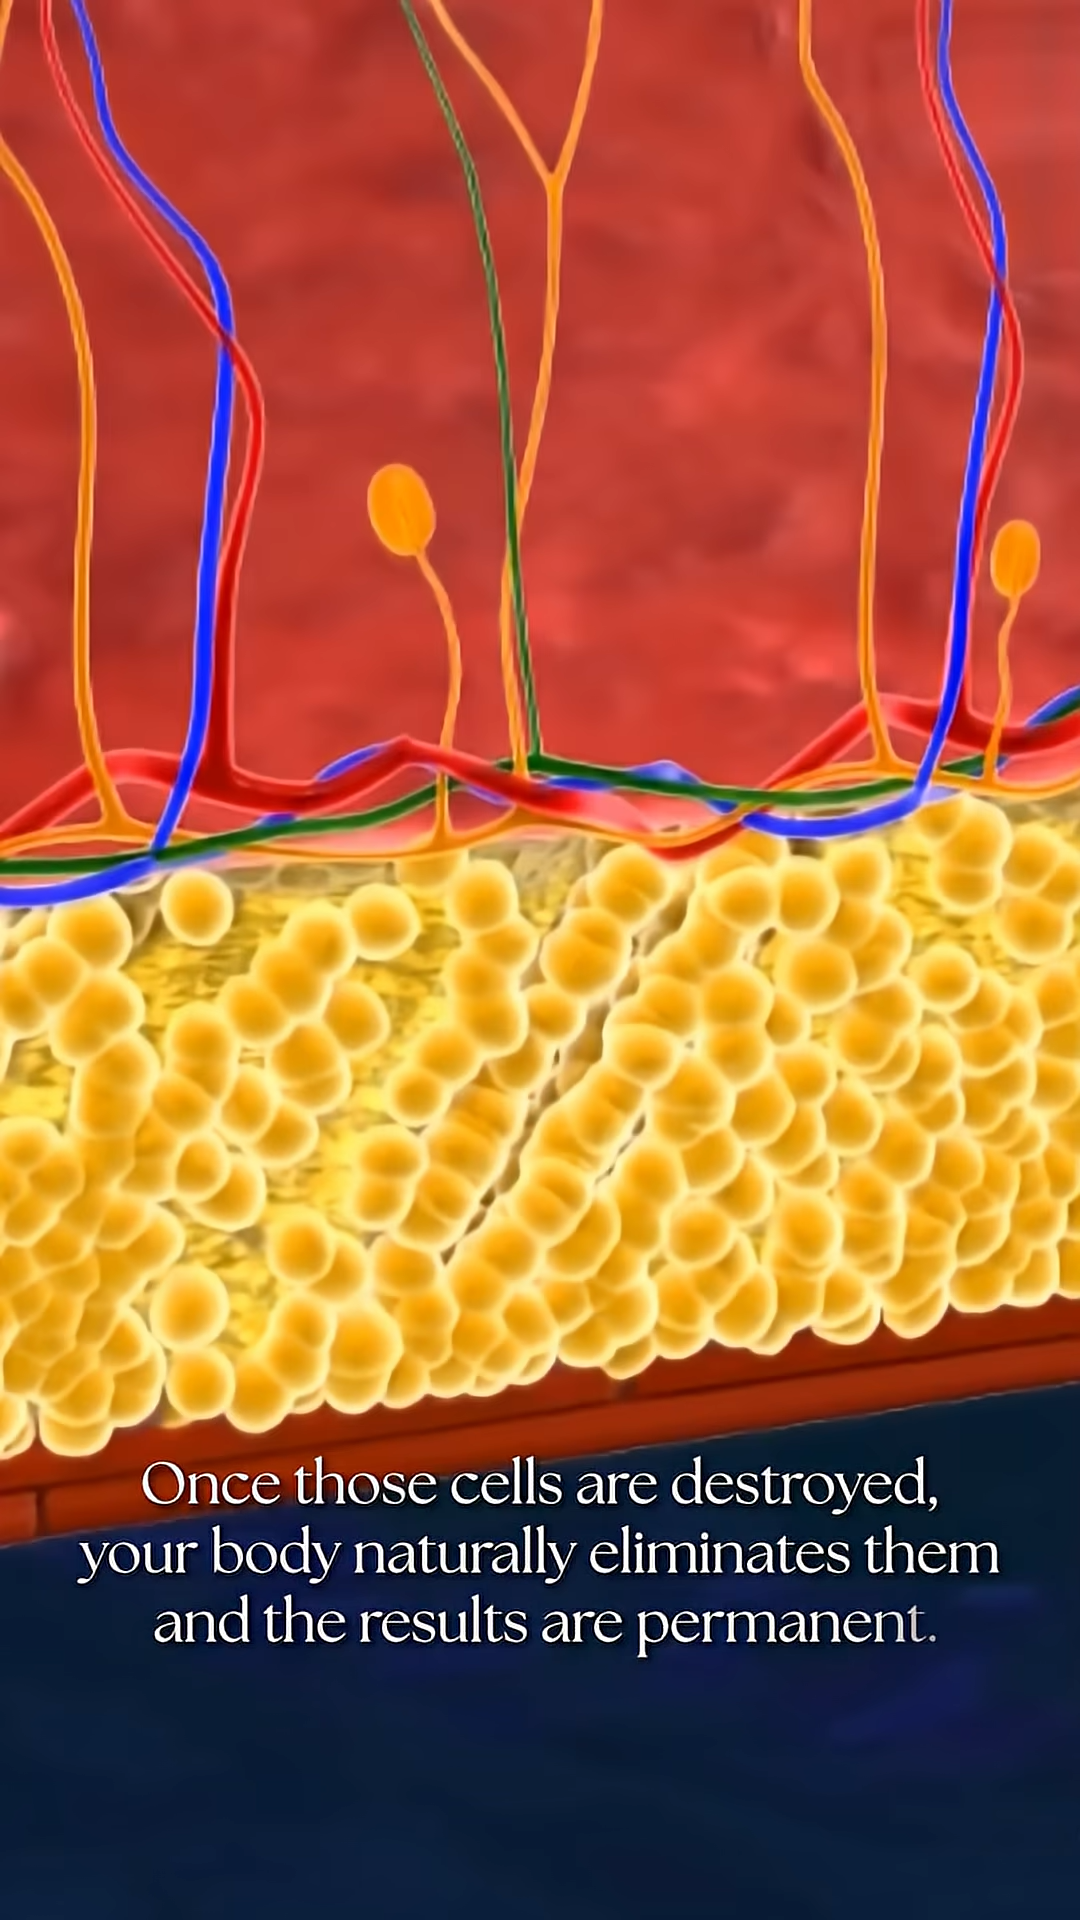 Once those cells are destroyed,
your body naturally eliminates them
and the results are permanent.